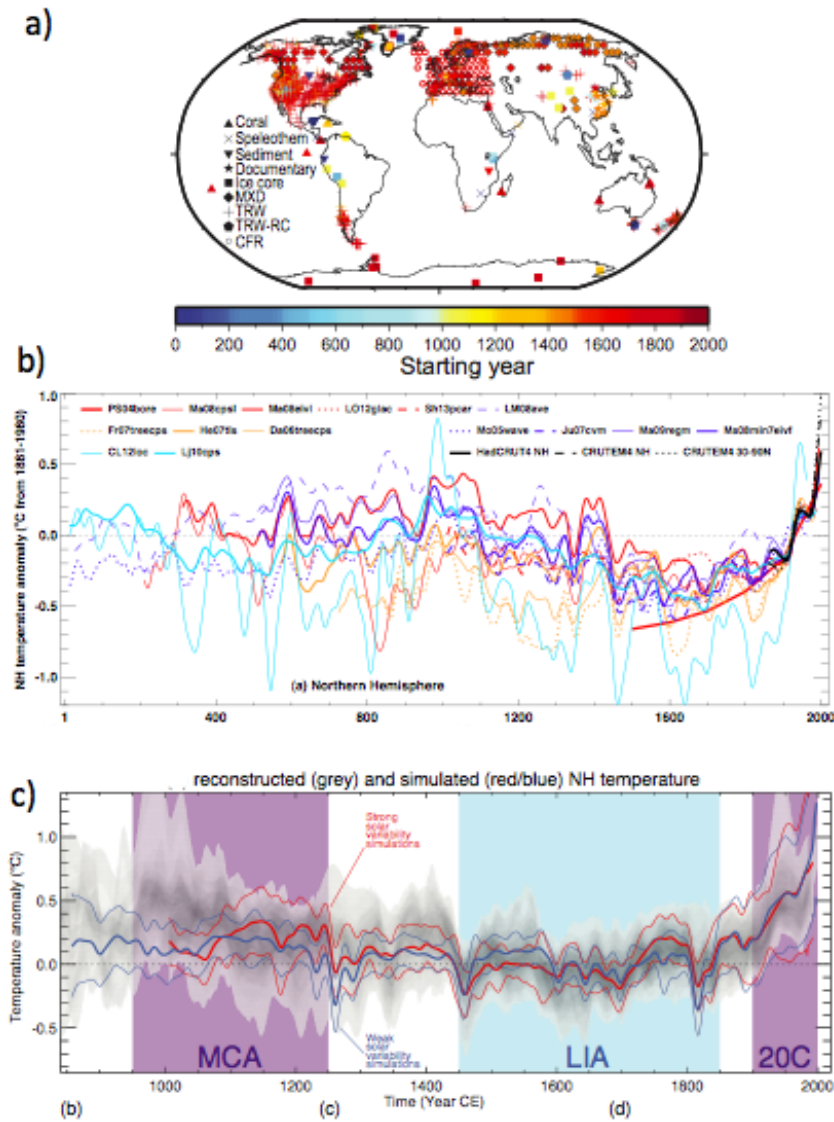 a)
Coral
Speleothem
Sediment
Documentary
Ice core
MXD
TRW
TRW-RC
CFR
0 200 400 600 800 1000 1200 1400 1600 1800 2000
Starting year
b)
NH temperature anomaly (°C from 1881-1980)
1.0
0.5
0.0
-0.5
-1.0
PS04bore Ma08cpsl Ma08eivl LO12glac Sh13pcar LM08ave
Fr07treecps He07tls Da06treecps Mo05wave Ju07cvm Ma09regm Ma08min7eivf
CL12loc Lj10cps HadCRUT4 NH CRUTEM4 NH CRUTEM4 30-90N
(a) Northern Hemisphere
1 400 800 1200 1600 2000
c)
reconstructed (grey) and simulated (red/blue) NH temperature
Temperature anomaly (°C)
1.0
0.5
0.0
-0.5
Strong
solar
variability
simulations
Weak
solar
variability
simulations
MCA LIA 20C
1000 1200 1400 1600 1800 2000
Time (Year CE)
(b) (c) (d)